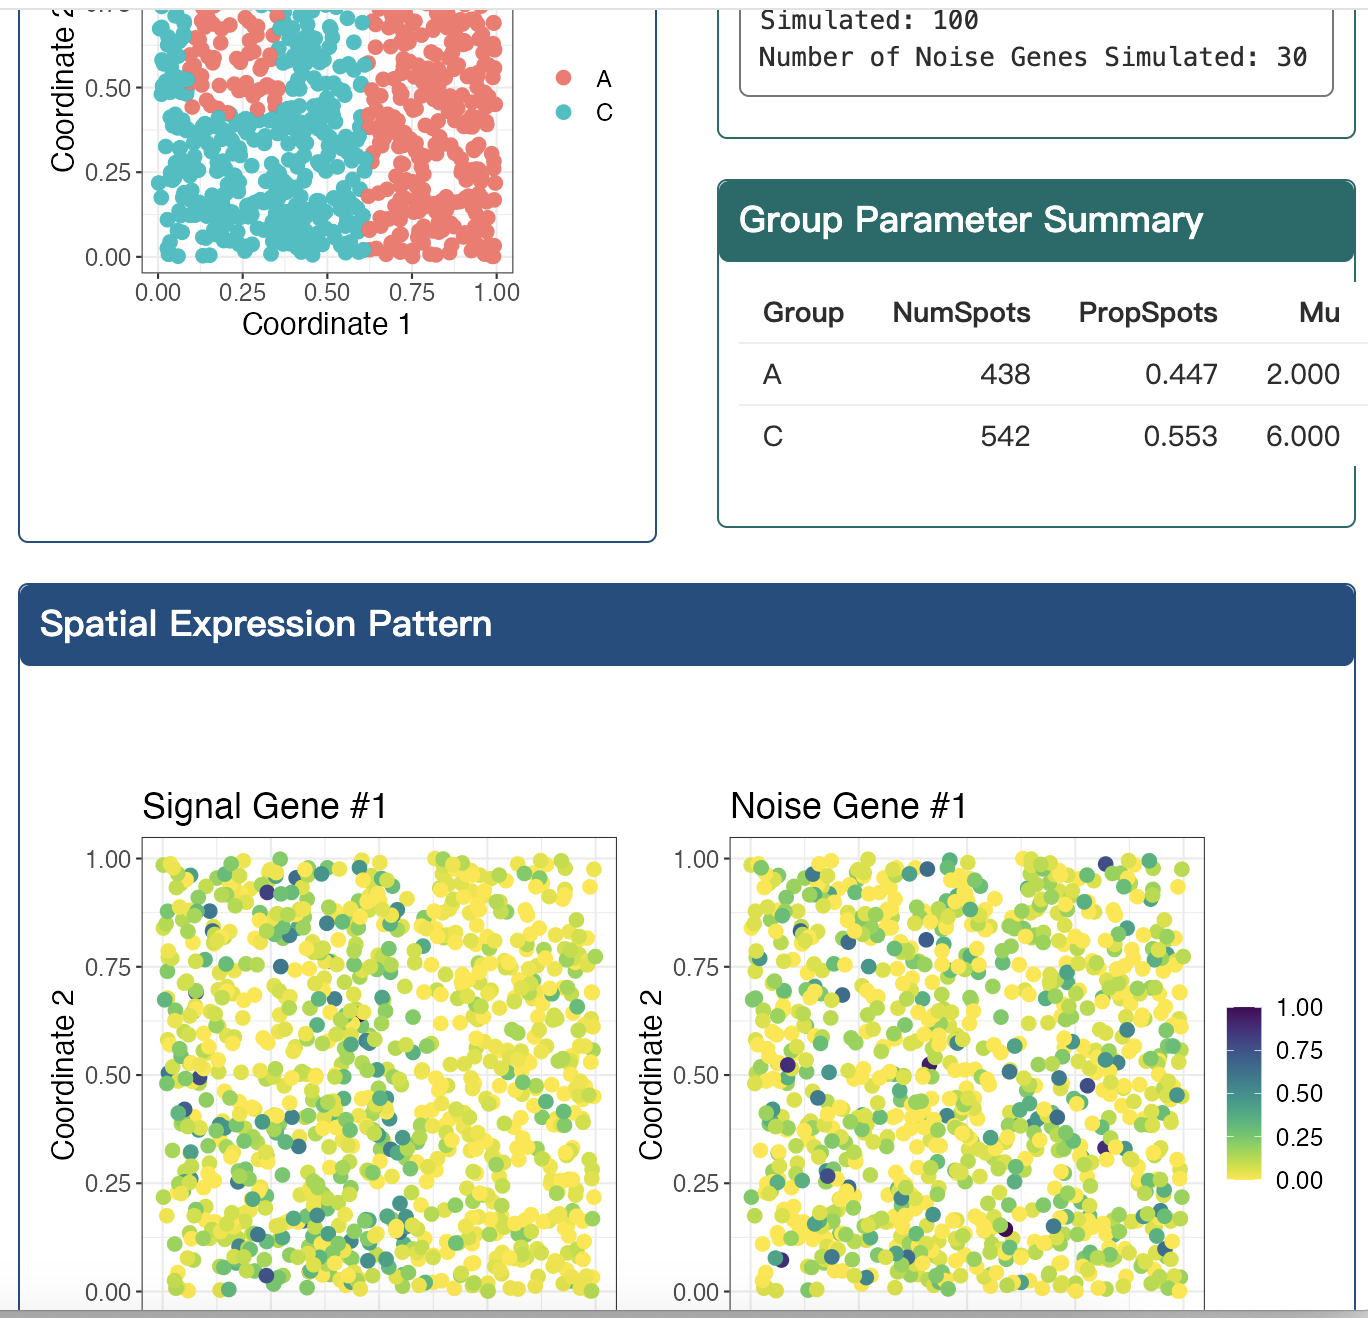 Coordinate 2
0.50
0.25
0.00
0.00 0.25 0.50 0.75 1.00
Coordinate 1
A
C
Simulated: 100
Number of Noise Genes Simulated: 30
Group Parameter Summary
Group NumSpots PropSpots Mu
A 438 0.447 2.000
C 542 0.553 6.000
Spatial Expression Pattern
Signal Gene #1
1.00
0.75
0.50
0.25
0.00
Coordinate 2
Noise Gene #1
1.00
0.75
0.50
0.25
0.00
Coordinate 2
1.00
0.75
0.50
0.25
0.00